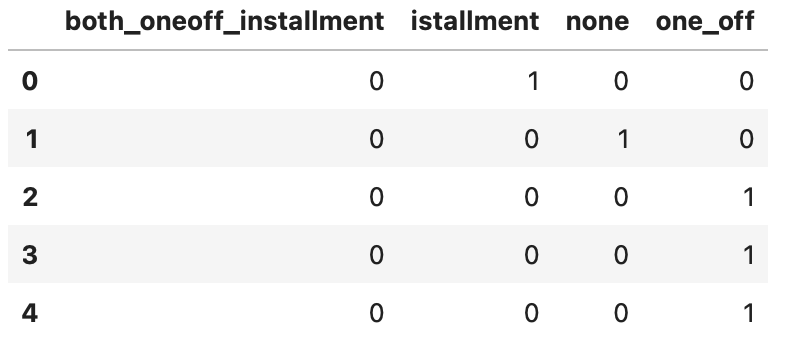 both_oneoff_installment istallment none one_off
0 0 1 0 0
1 0 0 1 0
2 0 0 0 1
3 0 0 0 1
4 0 0 0 1